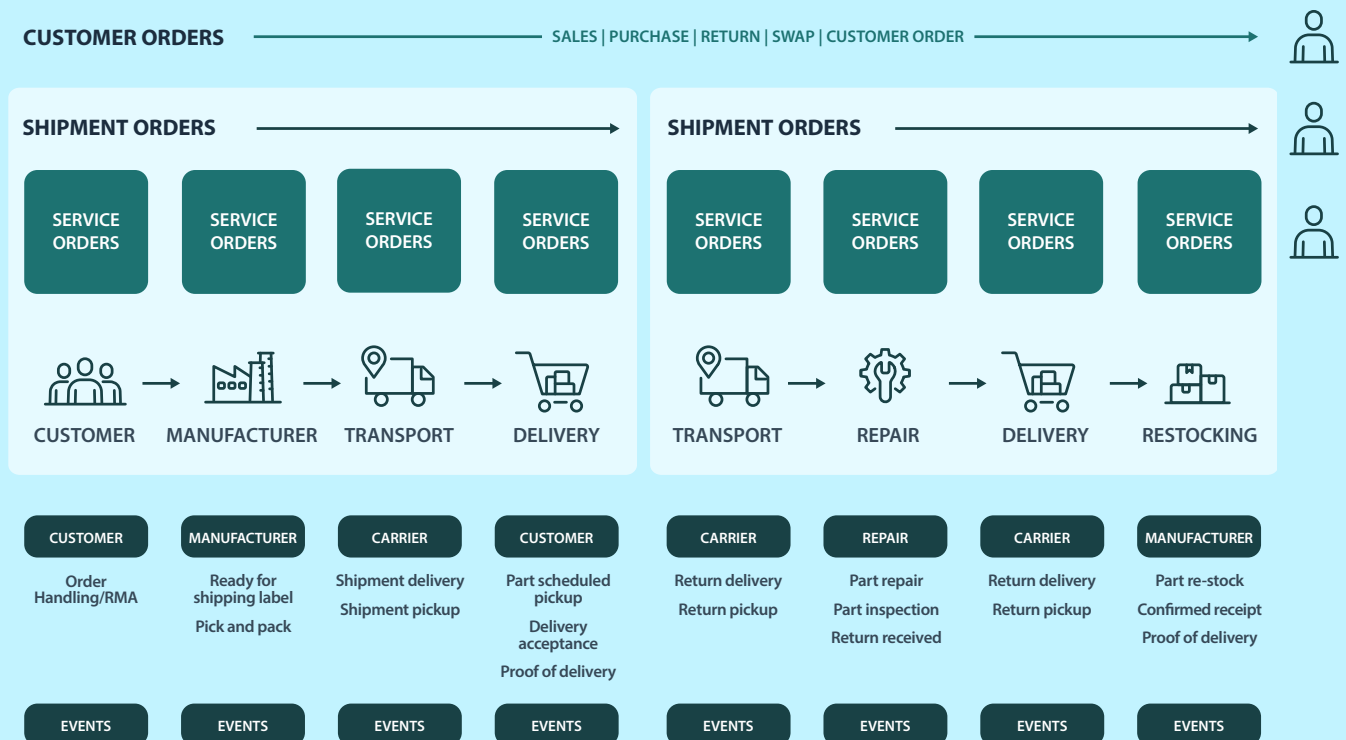 CUSTOMER ORDERS
SALES | PURCHASE | RETURN | SWAP | CUSTOMER ORDER
SHIPMENT ORDERS
SERVICE
ORDERS
SERVICE
ORDERS
SERVICE
ORDERS
SERVICE
ORDERS
CUSTOMER
MANUFACTURER
TRANSPORT
DELIVERY
SHIPMENT ORDERS
SERVICE
ORDERS
SERVICE
ORDERS
SERVICE
ORDERS
SERVICE
ORDERS
TRANSPORT
REPAIR
DELIVERY
RESTOCKING
CUSTOMER
Order
Handling/RMA
MANUFACTURER
Ready for
shipping label
Pick and pack
CARRIER
Shipment delivery
Shipment pickup
CUSTOMER
Part scheduled
pickup
Delivery
acceptance
Proof of delivery
CARRIER
Return delivery
Return pickup
REPAIR
Part repair
Part inspection
Return received
CARRIER
Return delivery
Return pickup
MANUFACTURER
Part re-stock
Confirmed receipt
Proof of delivery
EVENTS
EVENTS
EVENTS
EVENTS
EVENTS
EVENTS
EVENTS
EVENTS